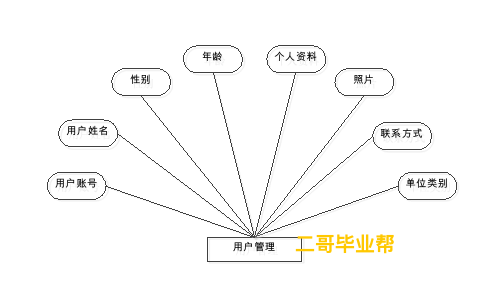 年龄
个人资料
性别
照片
用户姓名
联系方式
用户账号
单位类别
用户管理
二哥毕业帮